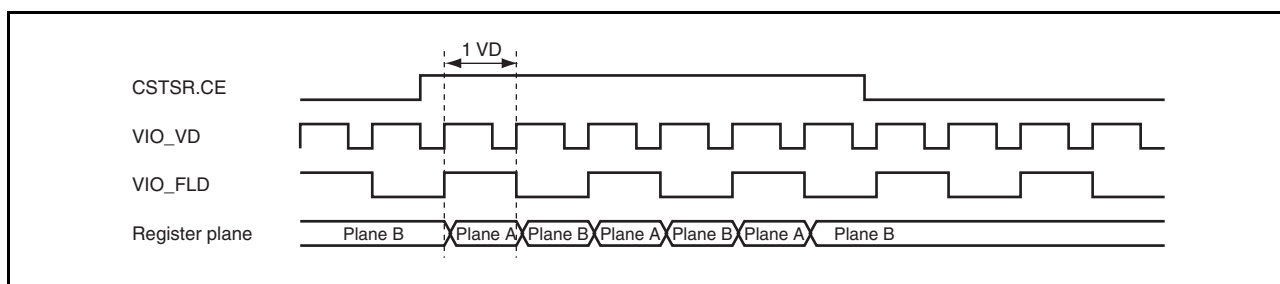 1 VD
CSTSR.CE
VIO_VD
VIO_FLD
Register plane Plane B Plane A Plane B Plane A Plane B Plane A Plane B